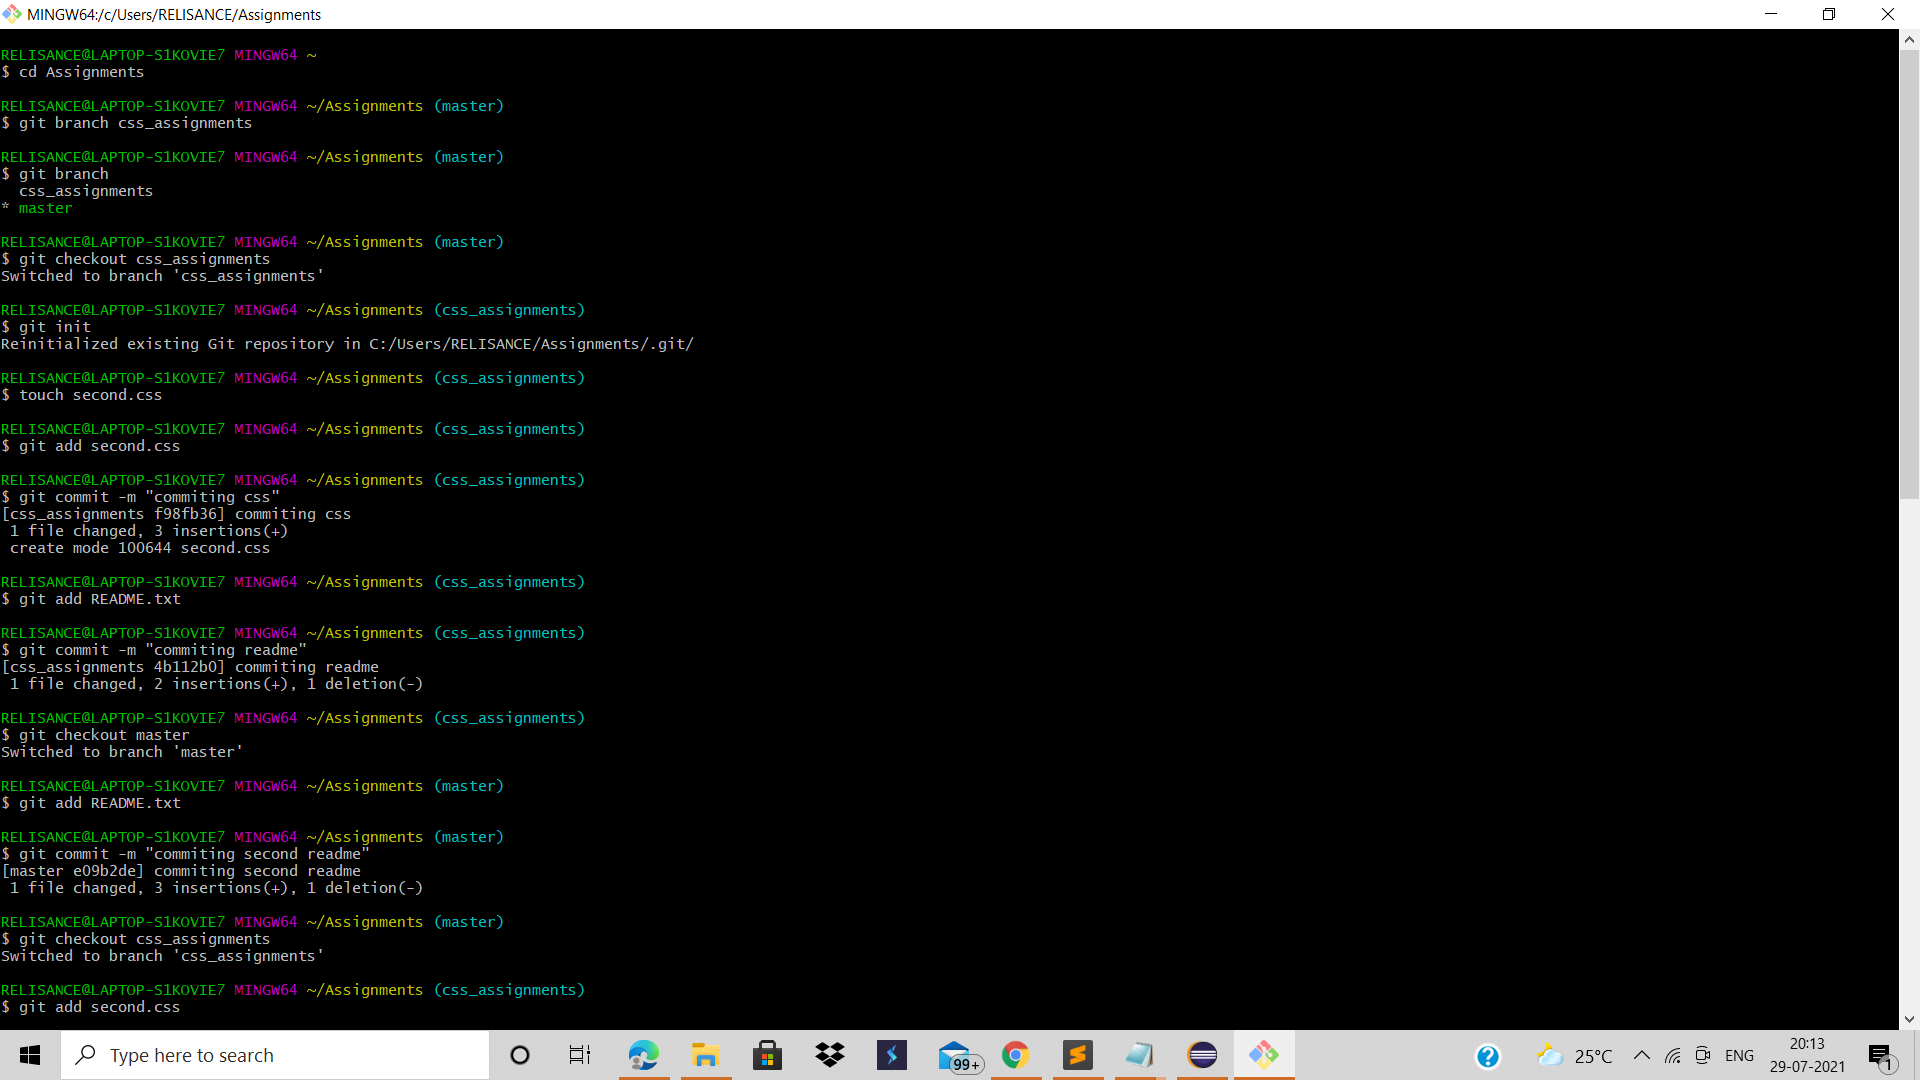 MINGW64:/c/Users/RELISANCE/Assignments
RELISANCE@LAPTOP-S1KOVIE7 MINGW64 ~
$ cd Assignments
RELISANCE@LAPTOP-S1KOVIE7 MINGW64 ~/Assignments (master)
$ git branch css_assignments
RELISANCE@LAPTOP-S1KOVIE7 MINGW64 ~/Assignments (master)
$ git branch
css_assignments
* master
RELISANCE@LAPTOP-S1KOVIE7 MINGW64 ~/Assignments (master)
$ git checkout css_assignments
Switched to branch 'css_assignments'
RELISANCE@LAPTOP-S1KOVIE7 MINGW64 ~/Assignments (css_assignments)
$ git init
Reinitialized existing Git repository in C:/Users/RELISANCE/Assignments/.git/
RELISANCE@LAPTOP-S1KOVIE7 MINGW64 ~/Assignments (css_assignments)
$ touch second.css
RELISANCE@LAPTOP-S1KOVIE7 MINGW64 ~/Assignments (css_assignments)
$ git add second.css
RELISANCE@LAPTOP-S1KOVIE7 MINGW64 ~/Assignments (css_assignments)
$ git commit -m "commiting css"
[css_assignments f98fb36] commiting css
1 file changed, 3 insertions(+)
create mode 100644 second.css
RELISANCE@LAPTOP-S1KOVIE7 MINGW64 ~/Assignments (css_assignments)
$ git add README.txt
RELISANCE@LAPTOP-S1KOVIE7 MINGW64 ~/Assignments (css_assignments)
$ git commit -m "commiting readme"
[css_assignments 4b112b0] commiting readme
1 file changed, 2 insertions(+), 1 deletion(-)
RELISANCE@LAPTOP-S1KOVIE7 MINGW64 ~/Assignments (css_assignments)
$ git checkout master
Switched to branch 'master'
RELISANCE@LAPTOP-S1KOVIE7 MINGW64 ~/Assignments (master)
$ git add README.txt
RELISANCE@LAPTOP-S1KOVIE7 MINGW64 ~/Assignments (master)
$ git commit -m "commiting second readme"
[master e09b2de] commiting second readme
1 file changed, 3 insertions(+), 1 deletion(-)
RELISANCE@LAPTOP-S1KOVIE7 MINGW64 ~/Assignments (master)
$ git checkout css_assignments
Switched to branch 'css_assignments'
RELISANCE@LAPTOP-S1KOVIE7 MINGW64 ~/Assignments (css_assignments)
$ git add second.css
Type here to search
99+
25°C
ENG
20:13
29-07-2021
1